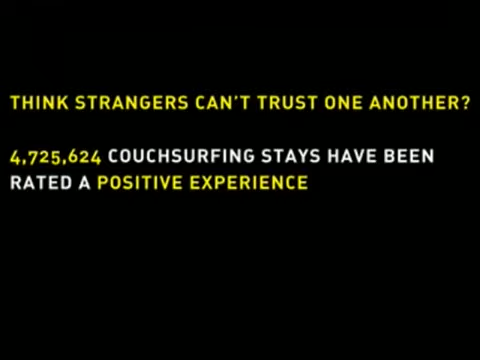 THINK STRANGERS CAN'T TRUST ONE ANOTHER?
4,725,624 COUCHSURFING STAYS HAVE BEEN
RATED A POSITIVE EXPERIENCE